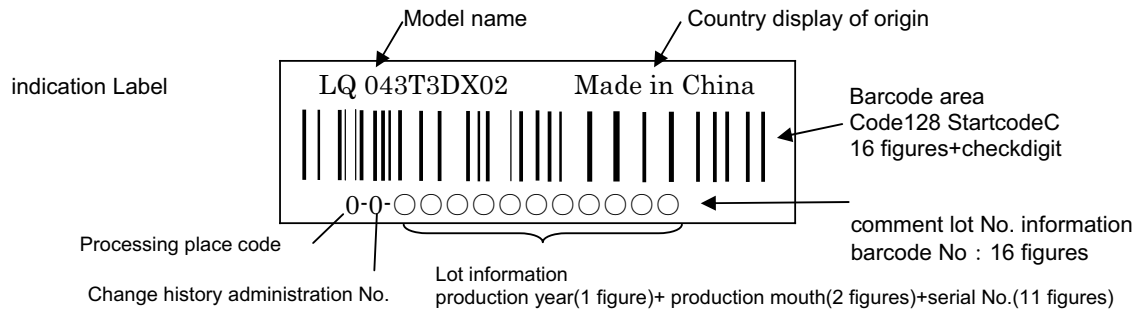 Model name
Country display of origin
indication Label
LQ 043T3DX02 Made in China
Barcode area
Code128 StartcodeC
16 figures+checkdigit
0-0-○○○○○○○○○○○
Processing place code
comment lot No. information
barcode No : 16 figures
Change history administration No.
Lot information
production year(1 figure)+ production mouth(2 figures)+serial No.(11 figures)